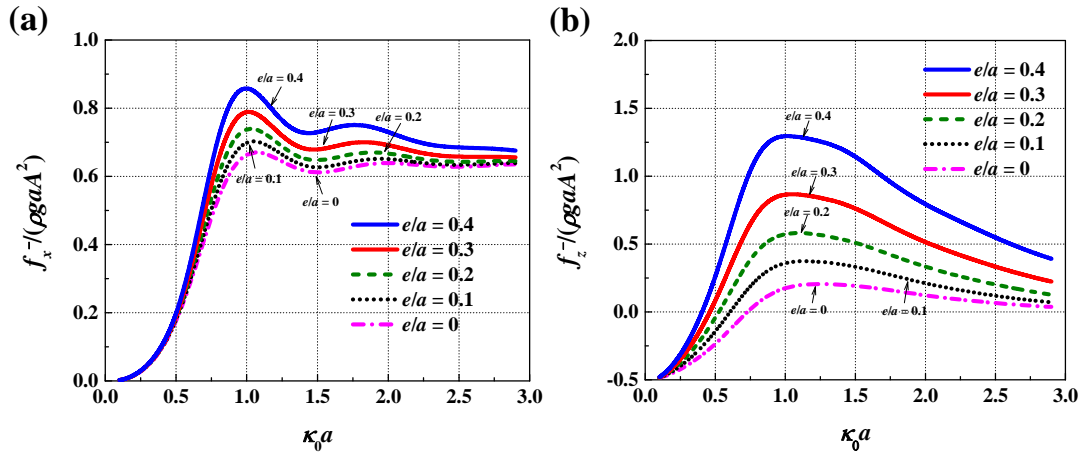 (a)
1.0
0.8
0.6
0.4
0.2
0.0
f_x^-/(ρgaA^2)
e/a = 0.4
e/a = 0.3
e/a = 0.2
e/a = 0.1
e/a = 0
e/a = 0.4
e/a = 0.3
e/a = 0.2
e/a = 0.1
e/a = 0
0.0 0.5 1.0 1.5 2.0 2.5 3.0
κ_0 a
(b)
2.0
1.5
1.0
0.5
0.0
-0.5
f_z^-/(ρgaA^2)
e/a = 0.4
e/a = 0.3
e/a = 0.2
e/a = 0.1
e/a = 0
e/a = 0.4
e/a = 0.3
e/a = 0.2
e/a = 0
e/a = 0.1
0.0 0.5 1.0 1.5 2.0 2.5 3.0
κ_0 a